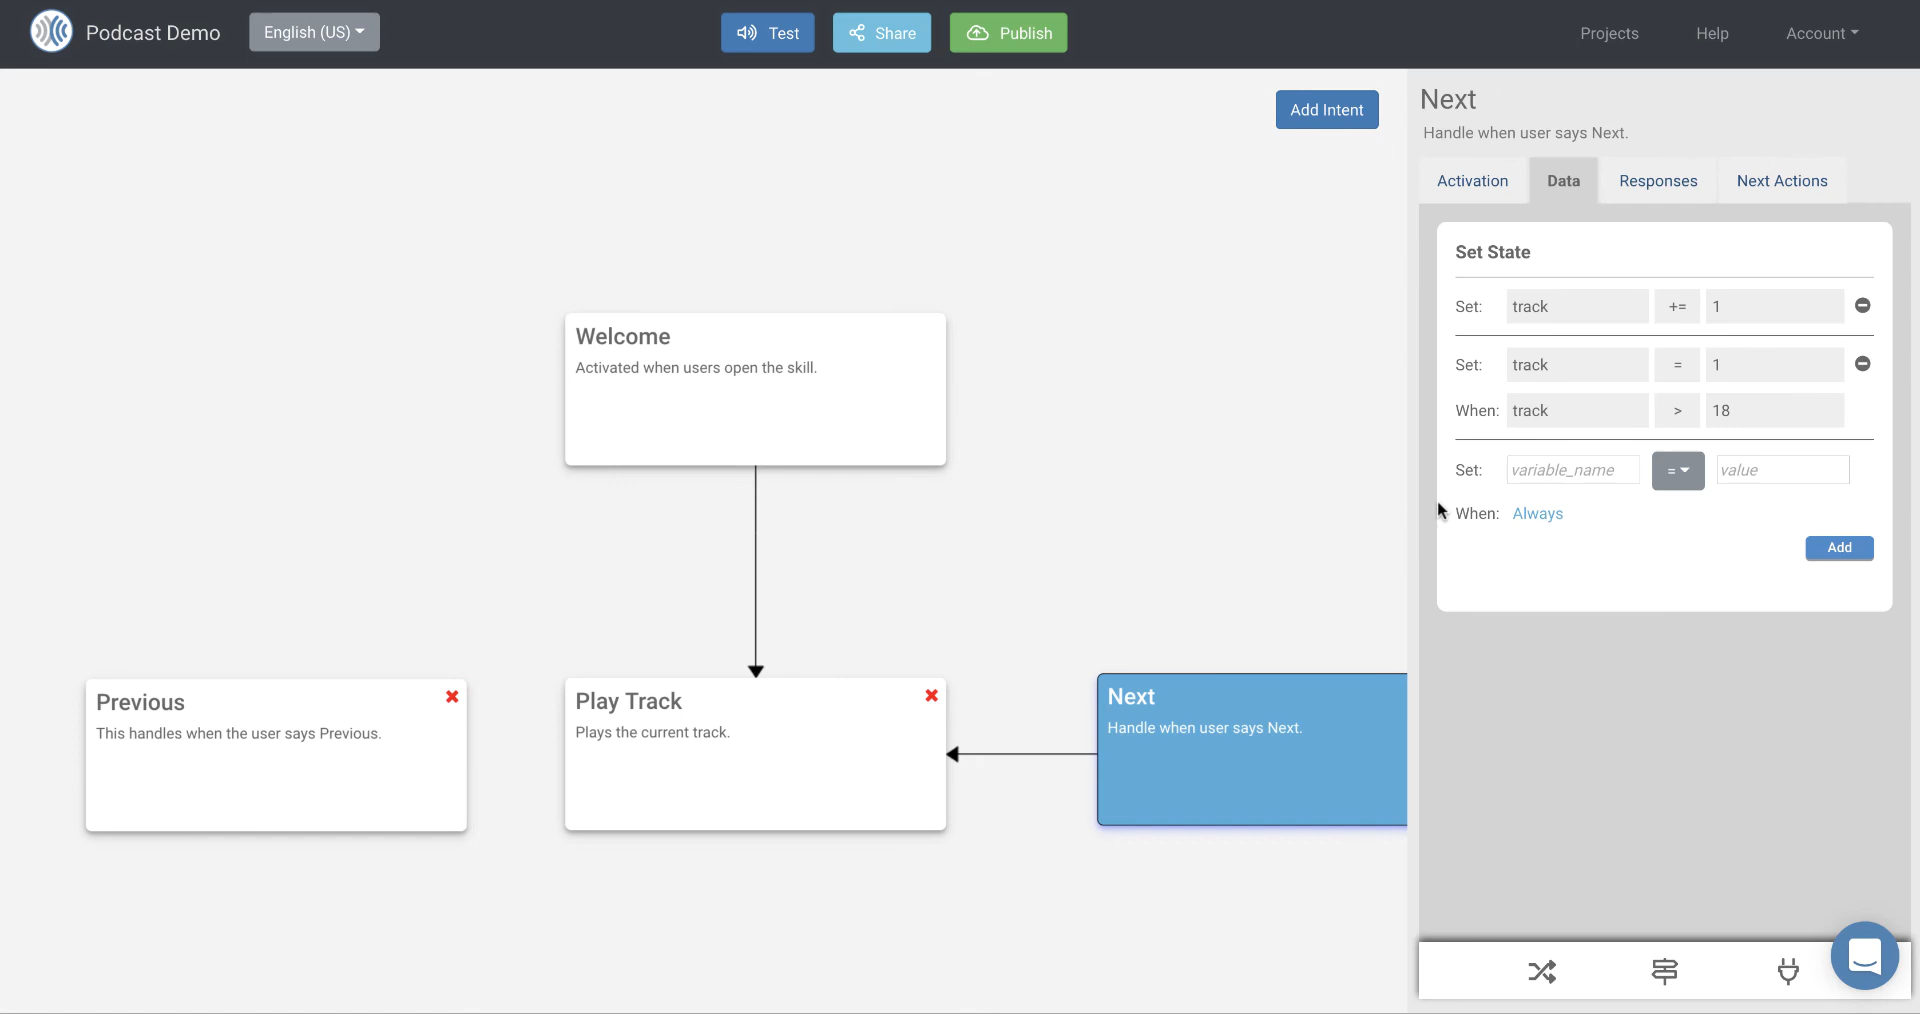 Podcast Demo
English (US)
Test
Share
Publish
Projects
Help
Account
Add Intent
Next
Handle when user says Next.
Activation
Data
Responses
Next Actions
Set State
Set: track += 1
Set: track = 1
When: track > 18
Set: variable_name = value
When: Always
Add
Welcome
Activated when users open the skill.
Previous
This handles when the user says Previous.
Play Track
Plays the current track.
Next
Handle when user says Next.